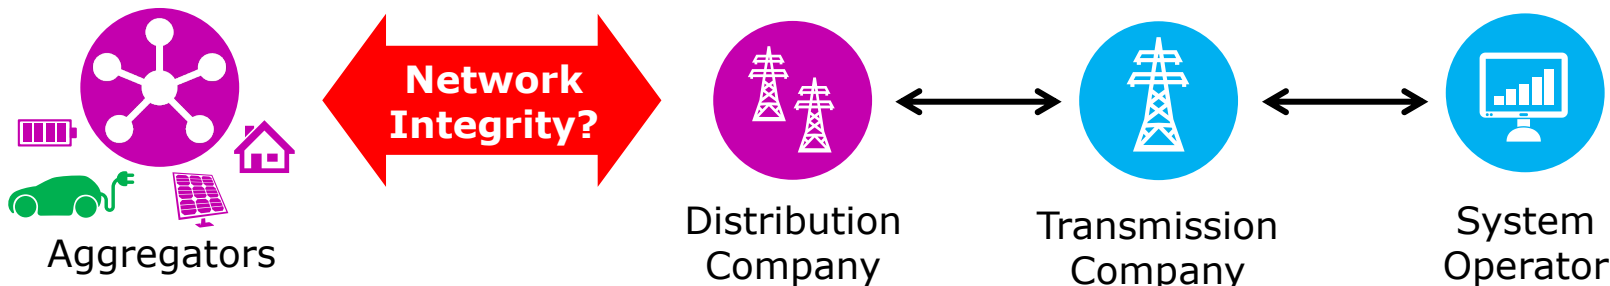 Network
Integrity?
Aggregators
Distribution
Company
Transmission
Company
System
Operator